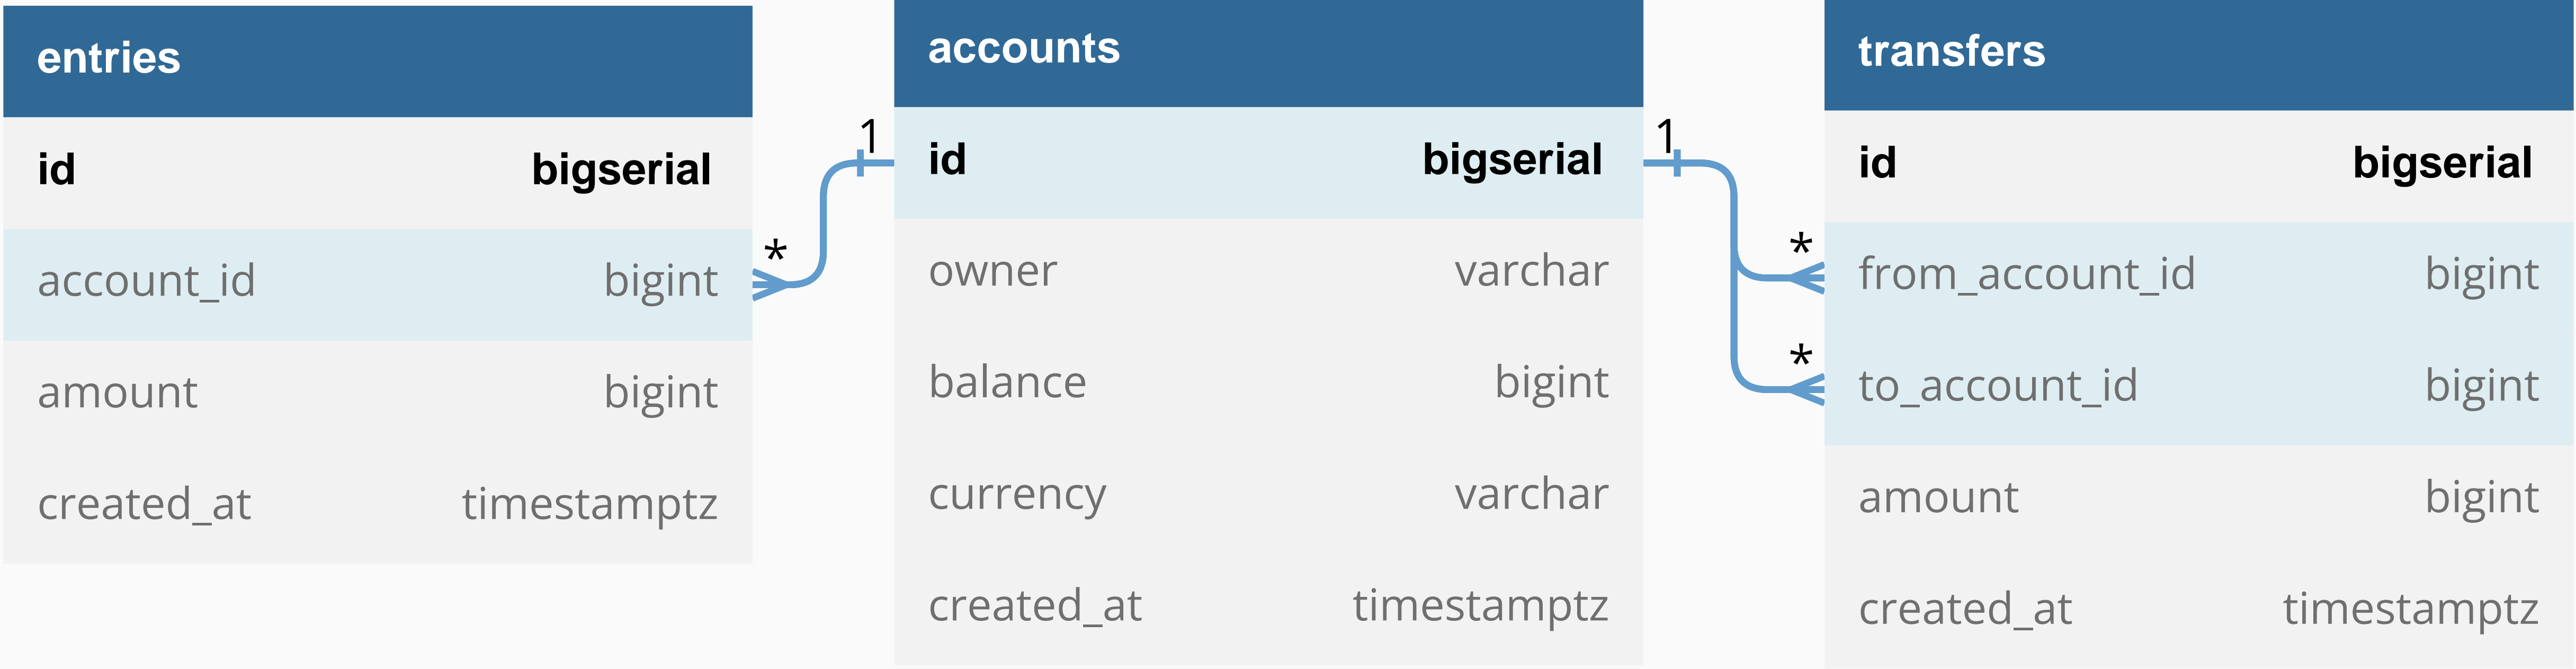 entries
id bigserial
account_id bigint
amount bigint
created_at timestamptz
1
*
accounts
id bigserial
owner varchar
balance bigint
currency varchar
created_at timestamptz
1
*
*
transfers
id bigserial
from_account_id bigint
to_account_id bigint
amount bigint
created_at timestamptz